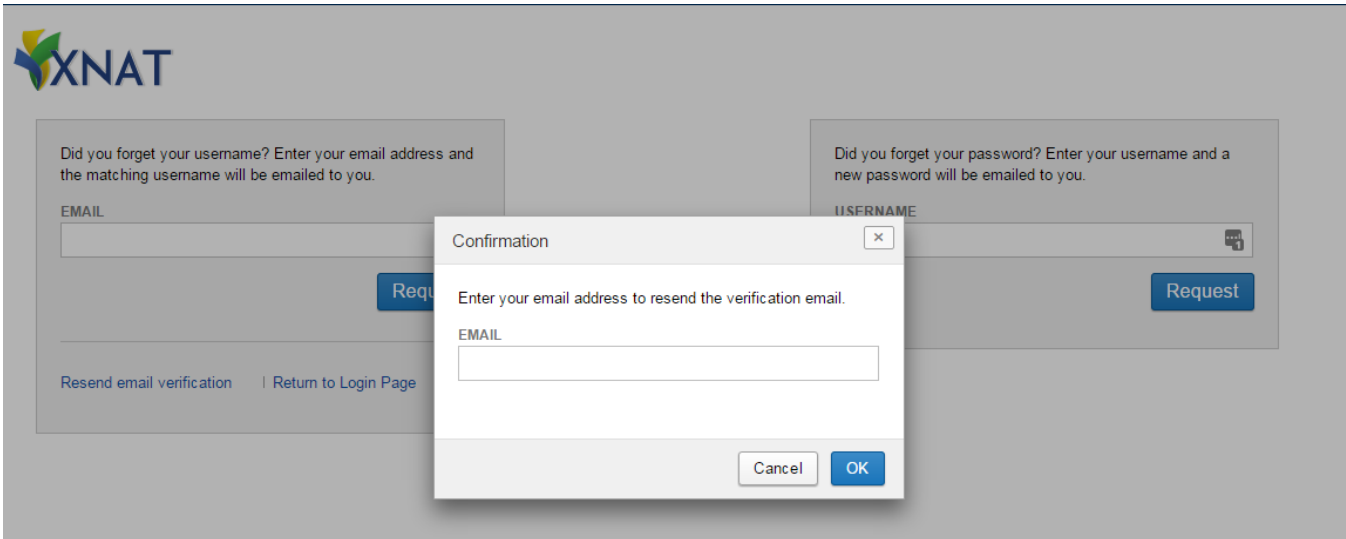 XNAT
Did you forget your username? Enter your email address and
the matching username will be emailed to you.
EMAIL
Requ
Resend email verification | Return to Login Page
Did you forget your password? Enter your username and a
new password will be emailed to you.
USERNAME
1
Request
Confirmation
×
Enter your email address to resend the verification email.
EMAIL
Cancel OK